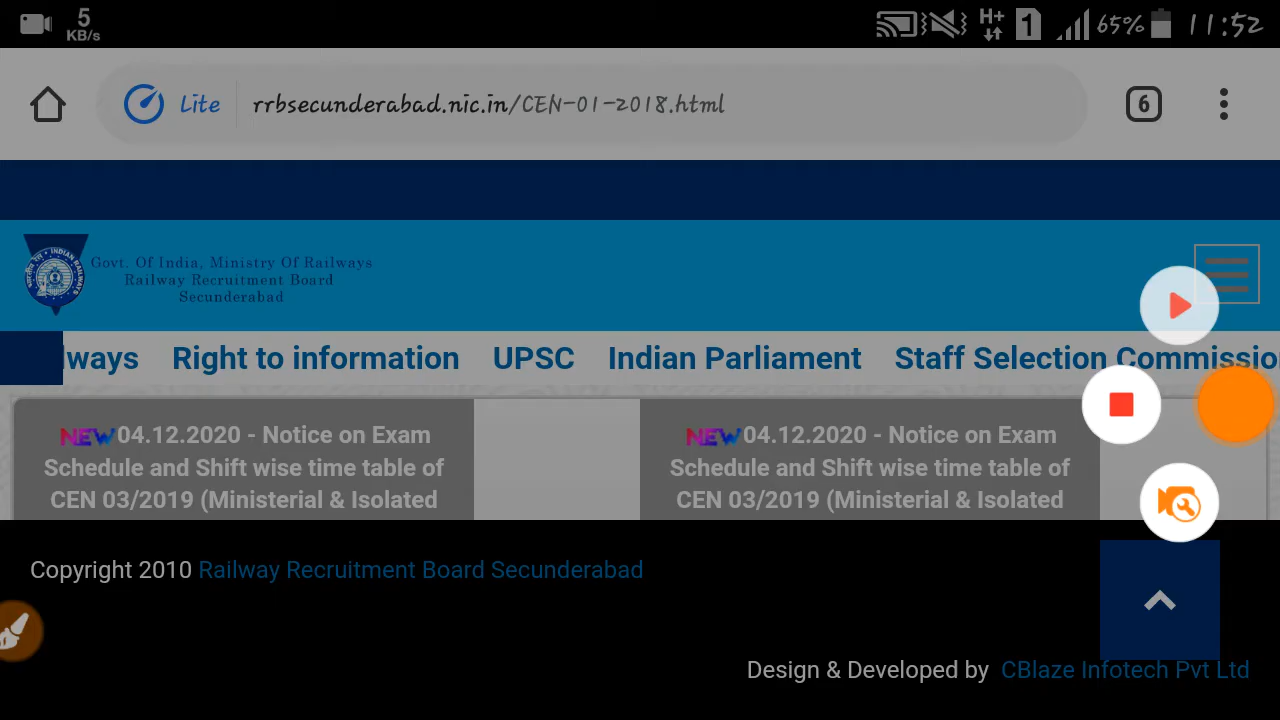 5
KB/s
H+
1
65%
11:52
Lite
rrbsecunderabad.nic.in/CEN-01-2018.html
6
Govt. Of India, Ministry Of Railways
Railway Recruitment Board
Secunderabad
lways Right to information UPSC Indian Parliament Staff Selection Commissio
NEW 04.12.2020 - Notice on Exam
Schedule and Shift wise time table of
CEN 03/2019 (Ministerial & Isolated
NEW 04.12.2020 - Notice on Exam
Schedule and Shift wise time table of
CEN 03/2019 (Ministerial & Isolated
Copyright 2010 Railway Recruitment Board Secunderabad
Design & Developed by CBlaze Infotech Pvt Ltd